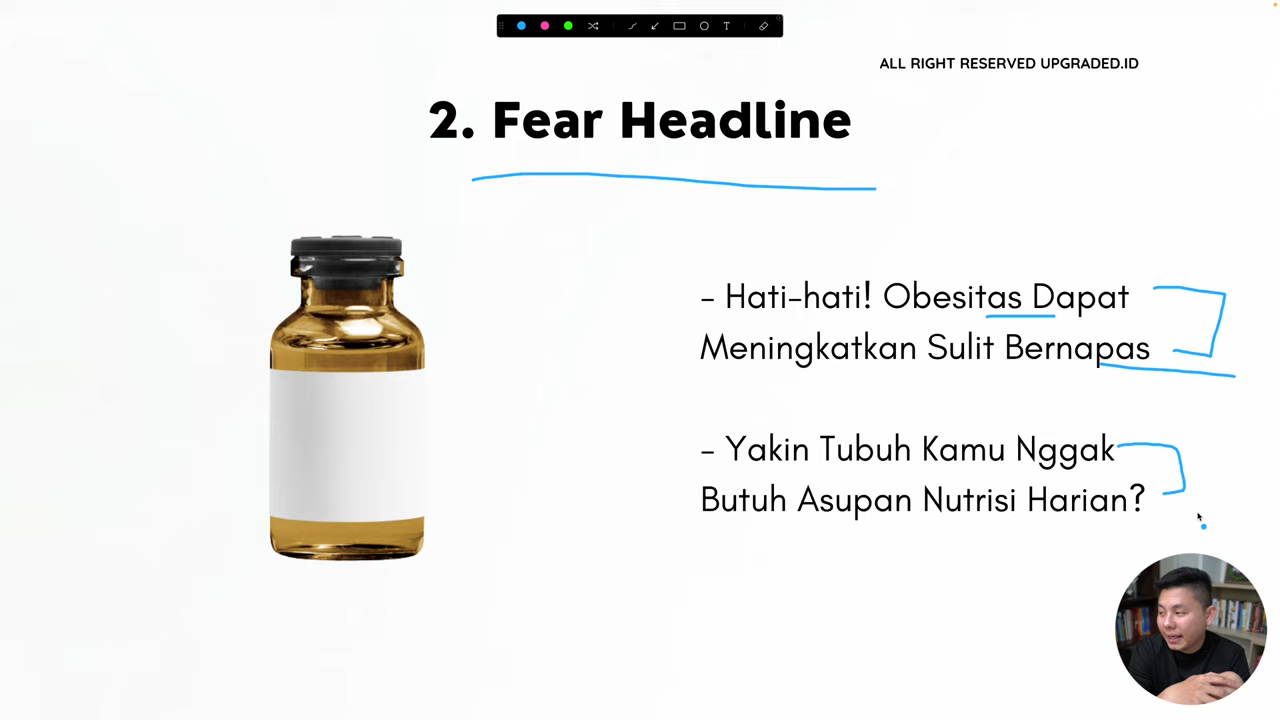 ALL RIGHT RESERVED UPGRADED.ID
2. Fear Headline
- Hati-hati! Obesitas Dapat
Meningkatkan Sulit Bernapas
- Yakin Tubuh Kamu Nggak
Butuh Asupan Nutrisi Harian?